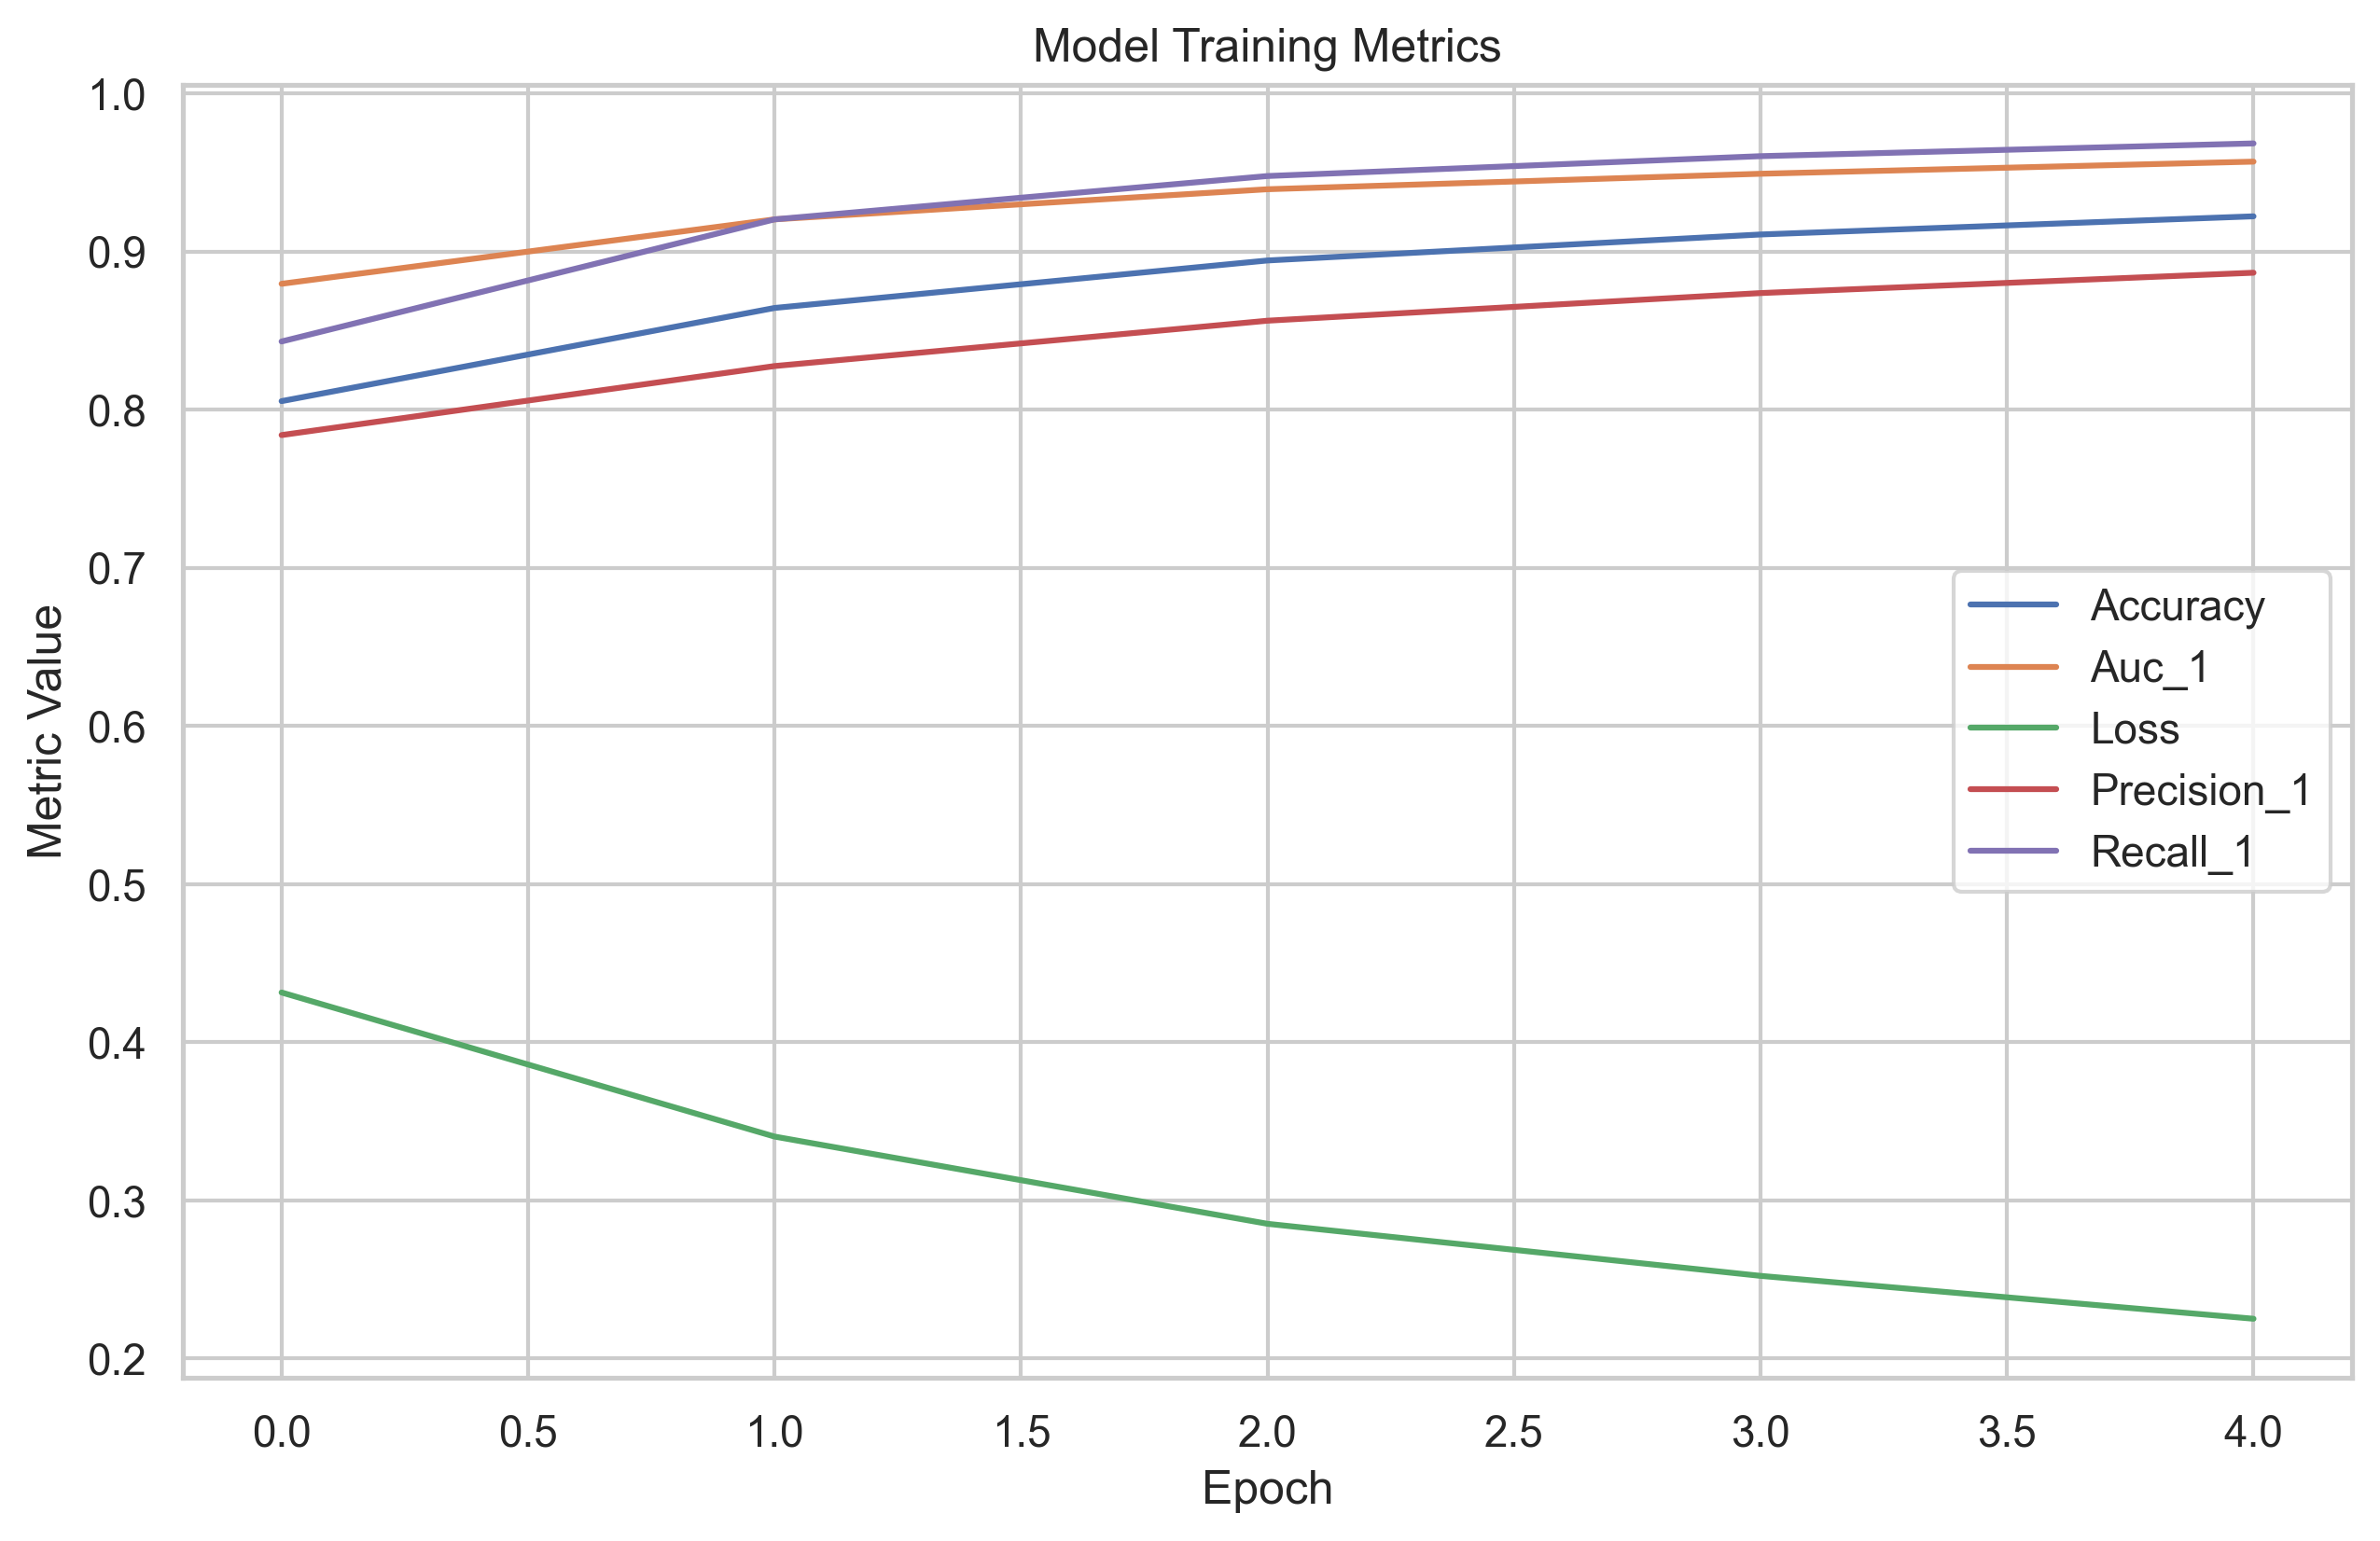 Model Training Metrics
1.0
0.9
0.8
0.7
0.6
0.5
0.4
0.3
0.2
Metric Value
Accuracy
Auc_1
Loss
Precision_1
Recall_1
0.0 0.5 1.0 1.5 2.0 2.5 3.0 3.5 4.0
Epoch